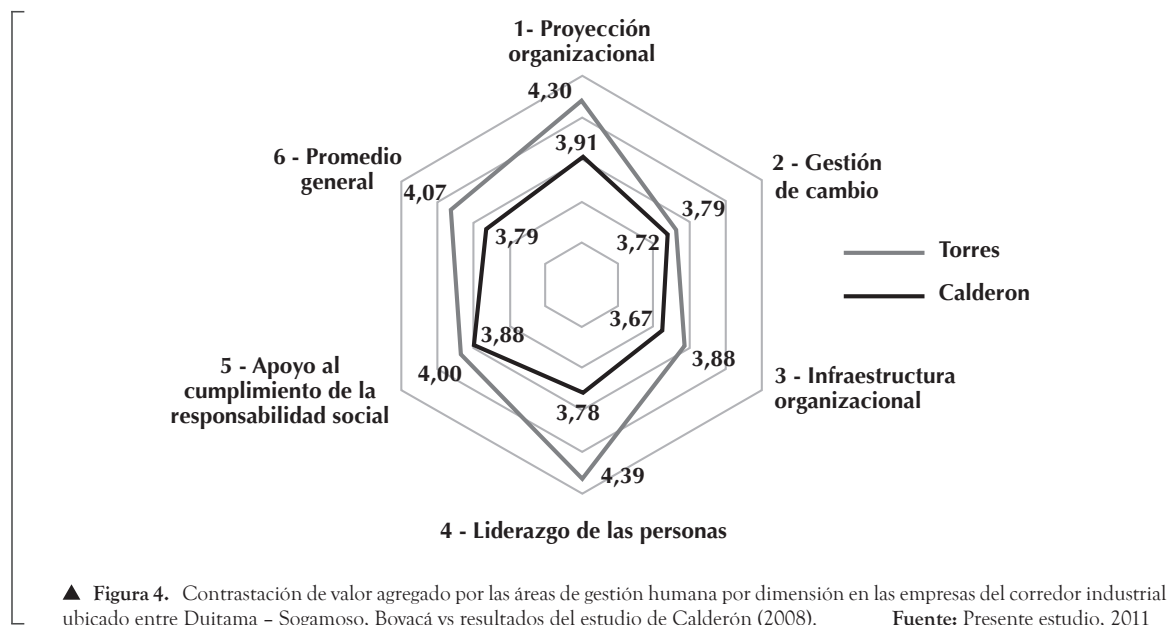 1- Proyección
organizacional
4,30
3,91
6 - Promedio
general
4,07
3,79
2 - Gestión
de cambio
3,79
3,72
Torres
Calderon
3,67
3,88
3 - Infraestructura
organizacional
3,88
4,00
5 - Apoyo al
cumplimiento de la
responsabilidad social
3,78
4,39
4 - Liderazgo de las personas
▲ Figura 4. Contrastación de valor agregado por las áreas de gestión humana por dimensión en las empresas del corredor industrial
ubicado entre Duitama – Sogamoso, Boyacá vs resultados del estudio de Calderón (2008). Fuente: Presente estudio, 2011